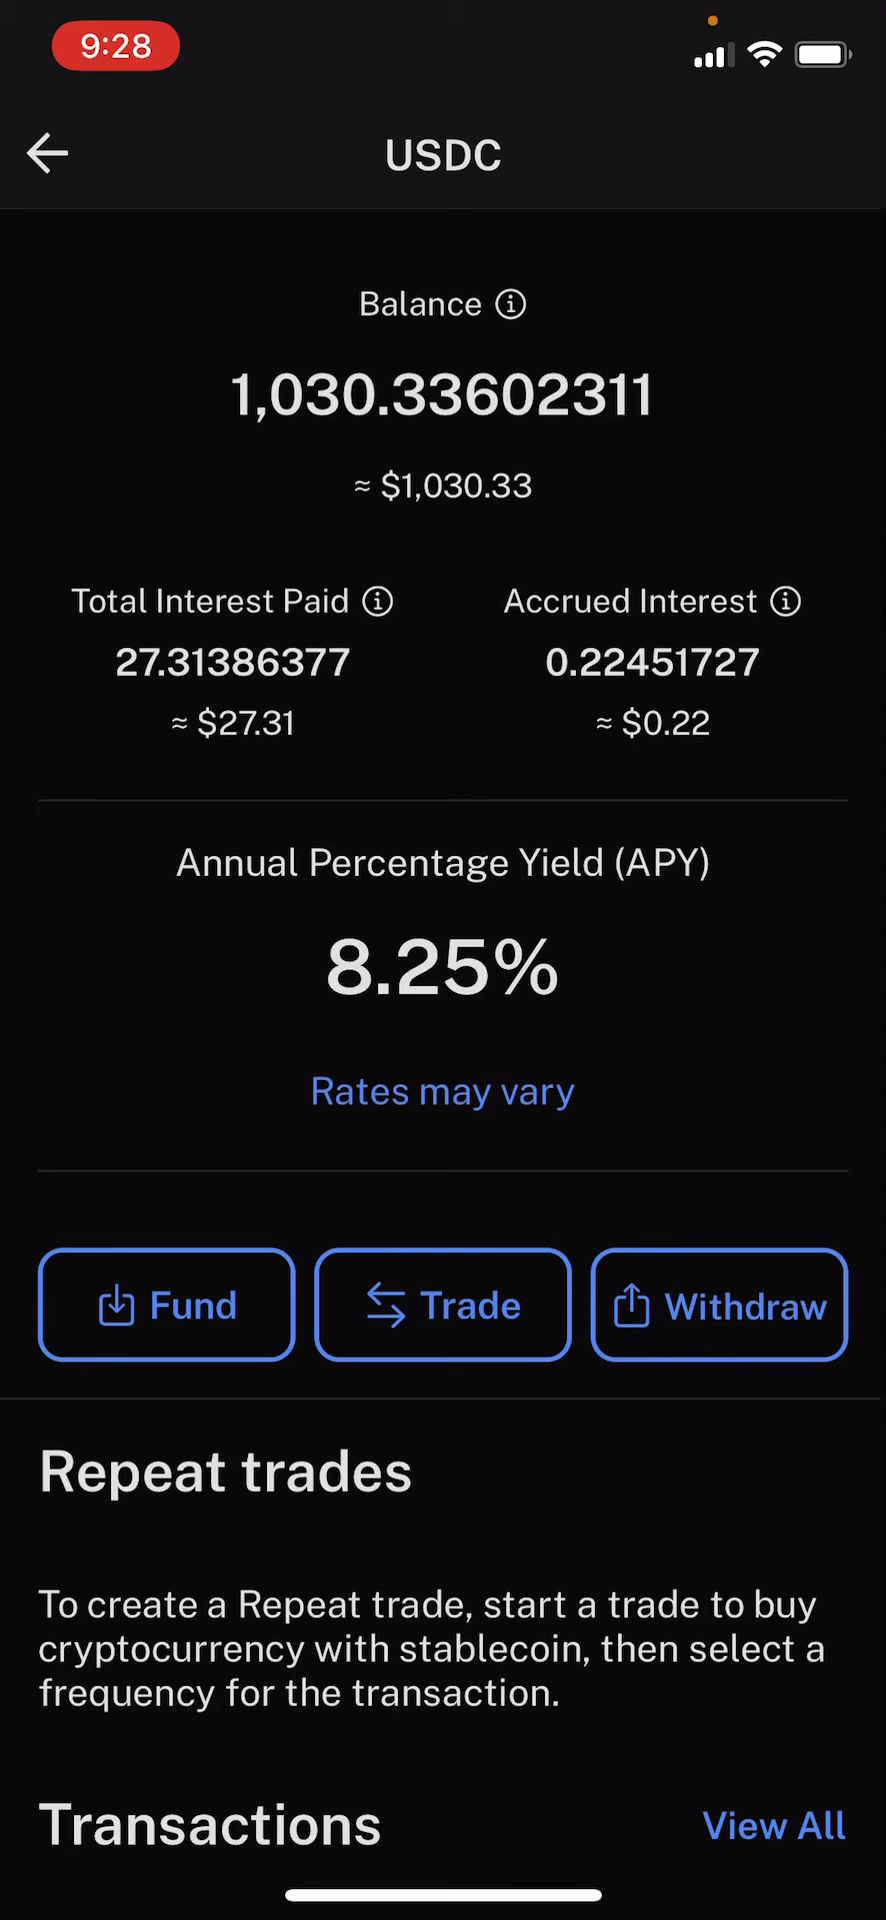 9:28
USDC
Balance
1,030.33602311
≈ $1,030.33
Total Interest Paid
27.31386377
≈ $27.31
Accrued Interest
0.22451727
≈ $0.22
Annual Percentage Yield (APY)
8.25%
Rates may vary
Fund
Trade
Withdraw
Repeat trades
To create a Repeat trade, start a trade to buy
cryptocurrency with stablecoin, then select a
frequency for the transaction.
Transactions
View All